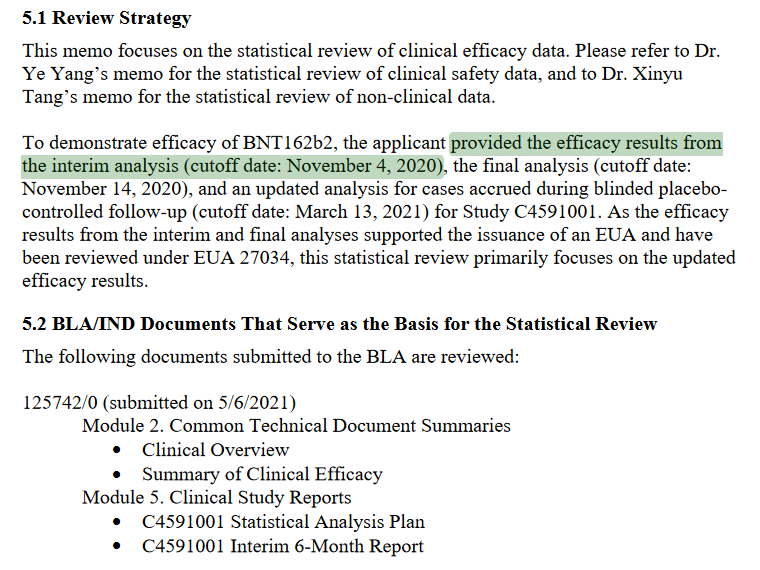 5.1 Review Strategy
This memo focuses on the statistical review of clinical efficacy data. Please refer to Dr.
Ye Yang’s memo for the statistical review of clinical safety data, and to Dr. Xinyu
Tang’s memo for the statistical review of non-clinical data.
To demonstrate efficacy of BNT162b2, the applicant provided the efficacy results from
the interim analysis (cutoff date: November 4, 2020), the final analysis (cutoff date:
November 14, 2020), and an updated analysis for cases accrued during blinded placebo-
controlled follow-up (cutoff date: March 13, 2021) for Study C4591001. As the efficacy
results from the interim and final analyses supported the issuance of an EUA and have
been reviewed under EUA 27034, this statistical review primarily focuses on the updated
efficacy results.
5.2 BLA/IND Documents That Serve as the Basis for the Statistical Review
The following documents submitted to the BLA are reviewed:
125742/0 (submitted on 5/6/2021)
Module 2. Common Technical Document Summaries
• Clinical Overview
• Summary of Clinical Efficacy
Module 5. Clinical Study Reports
• C4591001 Statistical Analysis Plan
• C4591001 Interim 6-Month Report